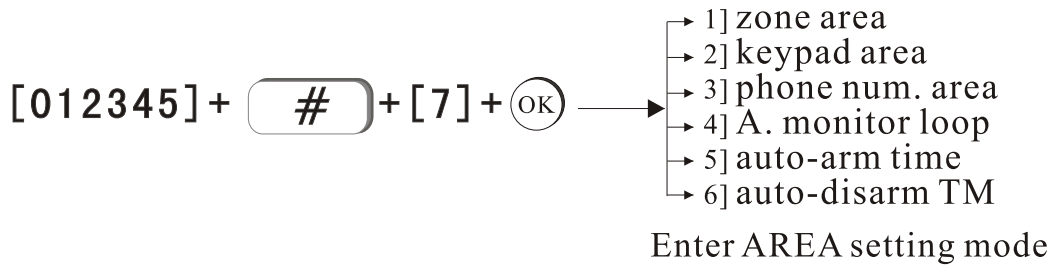 1] zone area
2] keypad area
3] phone num. area
[012345]+ # +[7]+ OK
4] A. monitor loop
5] auto-arm time
6] auto-disarm TM
Enter AREA setting mode